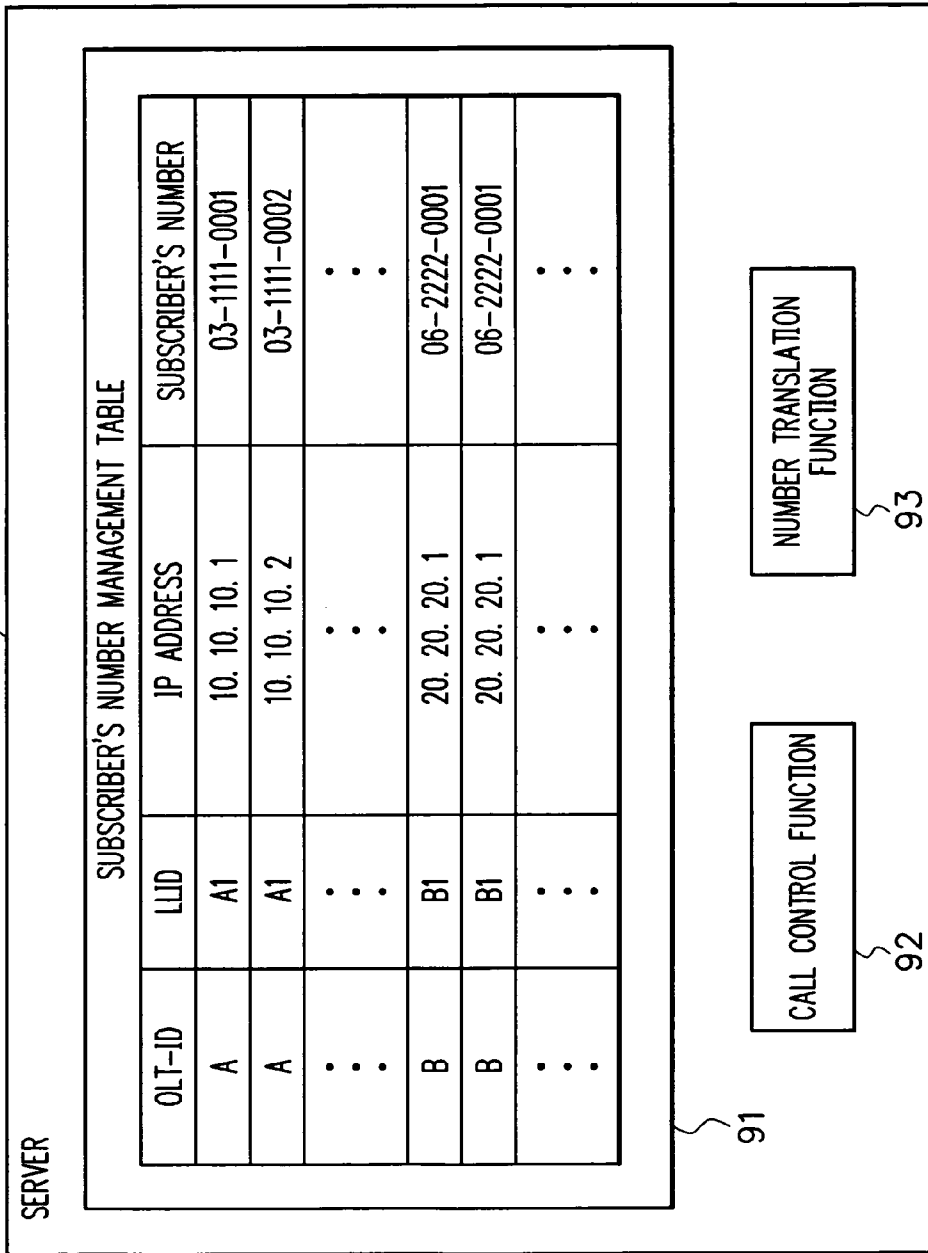 SERVER
SUBSCRIBER'S NUMBER MANAGEMENT TABLE
OLT-ID LLID IP ADDRESS SUBSCRIBER'S NUMBER
A A1 10. 10. 10. 1 03-1111-0001
A A1 10. 10. 10. 2 03-1111-0002
• • • • • • • • • • • •
B B1 20. 20. 20. 1 06-2222-0001
B B1 20. 20. 20. 1 06-2222-0001
• • • • • • • • • • • •
91
CALL CONTROL FUNCTION
92
NUMBER TRANSLATION
FUNCTION
93